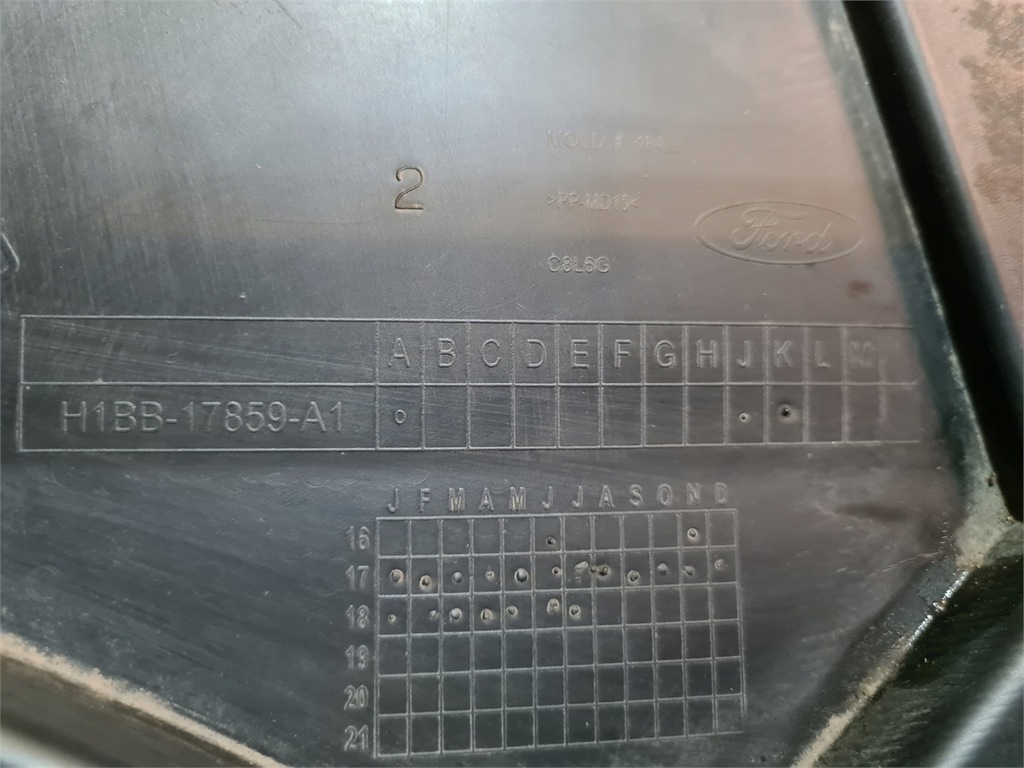 2
>PP-MD15<
Ford
C8L6G
A B C D E F G H J K L
H1BB-17859-A1
J F M A M J J A S O N D
16
17
18
19
20
21